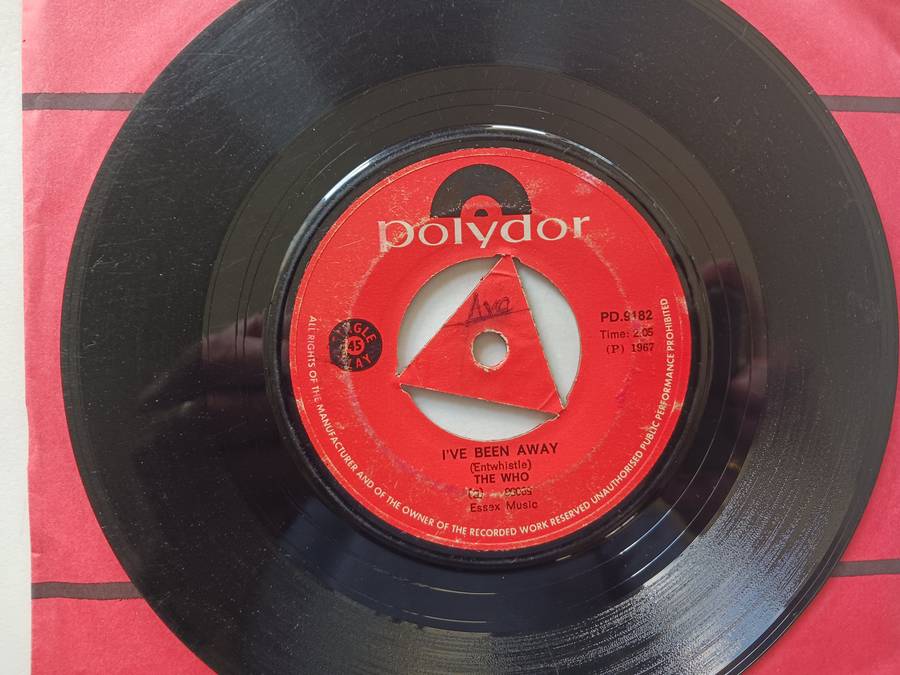 polydor
Ava
PD.9182
Time: 2.05
(P) 1967
45
I'VE BEEN AWAY
(Entwhistle)
THE WHO
Essex Music
ALL RIGHTS OF THE MANUFACTURER AND OF THE OWNER OF THE RECORDED WORK RESERVED UNAUTHORISED PUBLIC PERFORMANCE PROHIBITED